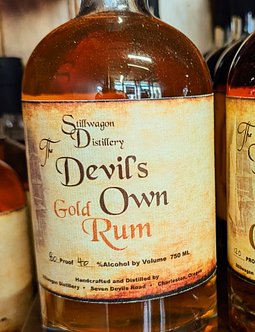 Stillwagon
Distillery
The Devil's
Own
Gold Rum
80 Proof 40 %Alcohol by Volume 750 ML
Handcrafted and Distilled by
Stillwagon Distillery • Seven Devils Road • Charleston, Oregon